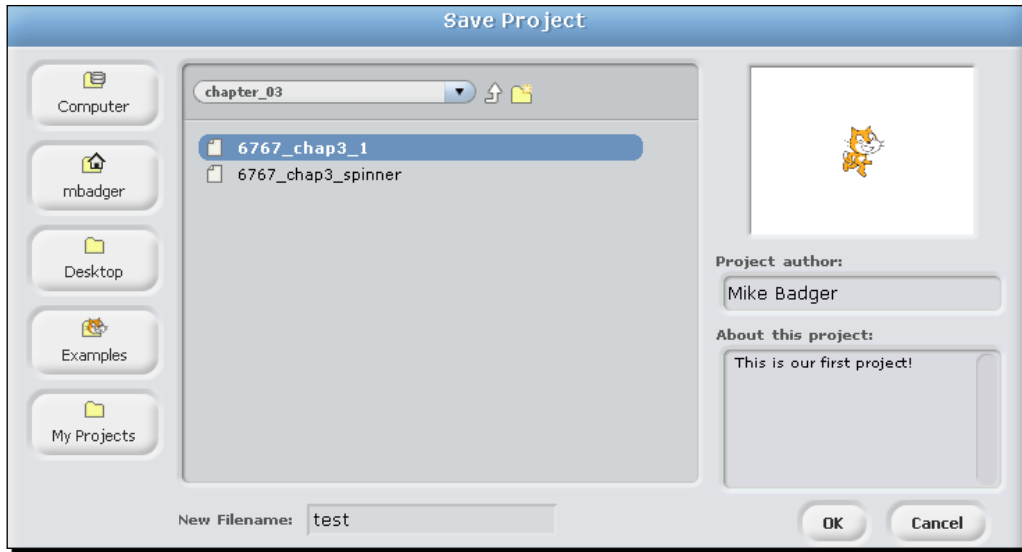 Save Project
Computer
mbadger
Desktop
Examples
My Projects
chapter_03
6767_chap3_1
6767_chap3_spinner
Project author:
Mike Badger
About this project:
This is our first project!
New Filename: test
OK Cancel